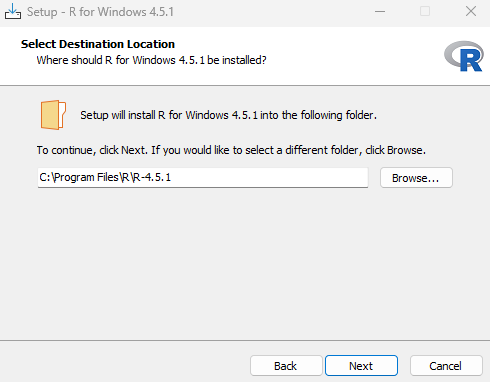 Setup - R for Windows 4.5.1
Select Destination Location
Where should R for Windows 4.5.1 be installed?
R
Setup will install R for Windows 4.5.1 into the following folder.
To continue, click Next. If you would like to select a different folder, click Browse.
C:\Program Files\R\R-4.5.1
Browse...
Back
Next
Cancel